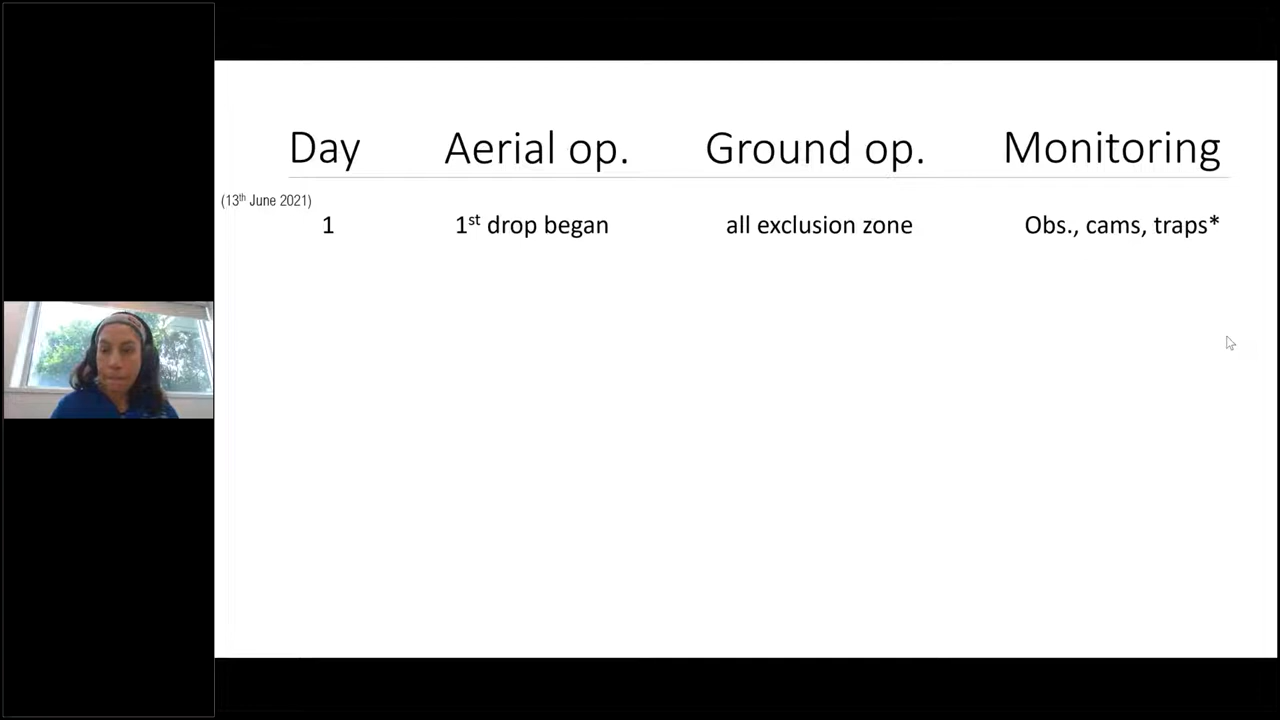 Day Aerial op. Ground op. Monitoring
(13th June 2021)
1 1st drop began all exclusion zone Obs., cams, traps*